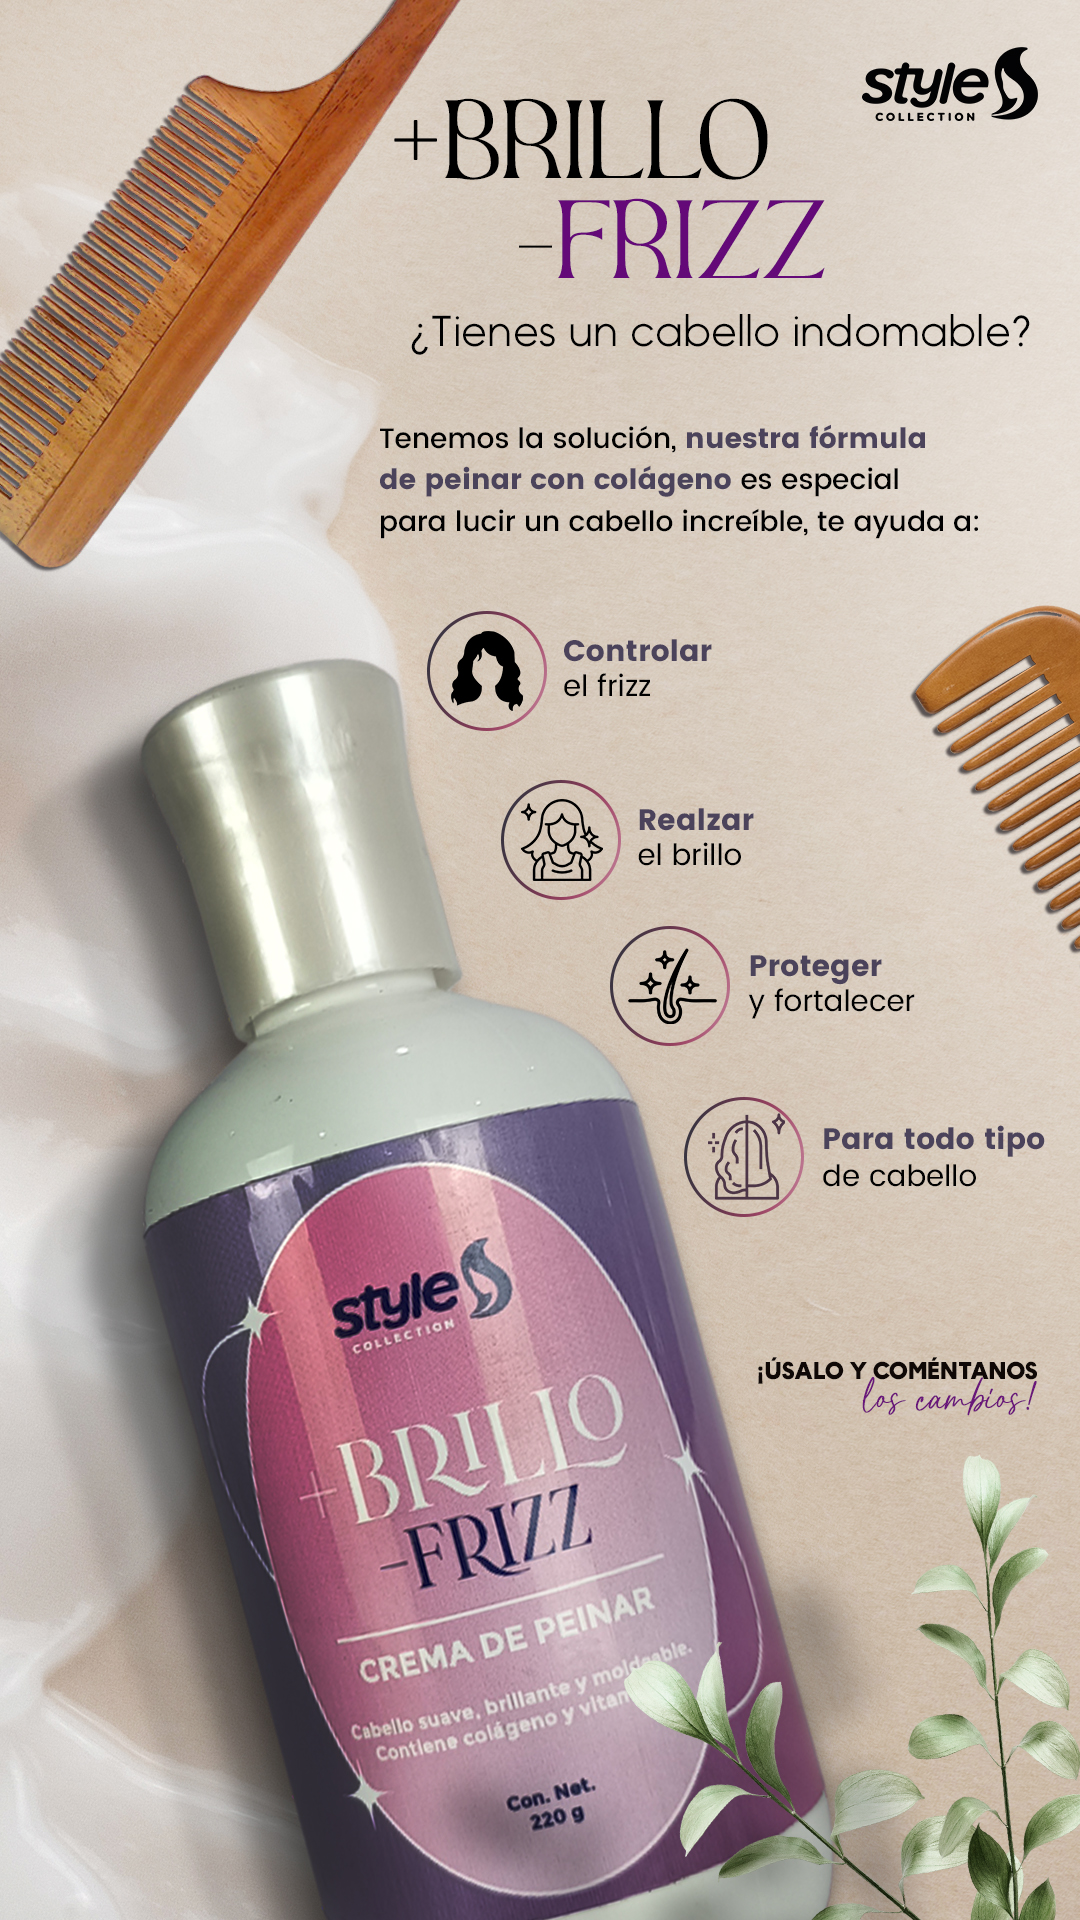 style
COLLECTION
+BRILLO
-FRIZZ
¿Tienes un cabello indomable?
Tenemos la solución, nuestra fórmula
de peinar con colágeno es especial
para lucir un cabello increíble, te ayuda a:
Controlar
el frizz
Realzar
el brillo
Proteger
y fortalecer
Para todo tipo
de cabello
¡ÚSALO Y COMÉNTANOS
los cambios!
style
COLLECTION
+BRILLO
-FRIZZ
CREMA DE PEINAR
Cabello suave, brillante y moldeable.
Contiene colágeno y
Con. Net.
220 g